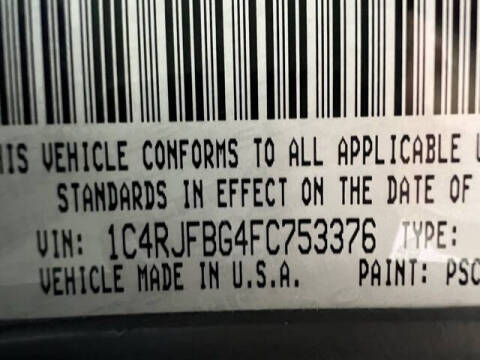 HIS VEHICLE CONFORMS TO ALL APPLICABLE
STANDARDS IN EFFECT ON THE DATE OF
VIN: 1C4RJFBG4FC753376 TYPE:
VEHICLE MADE IN U.S.A. PAINT: PSC